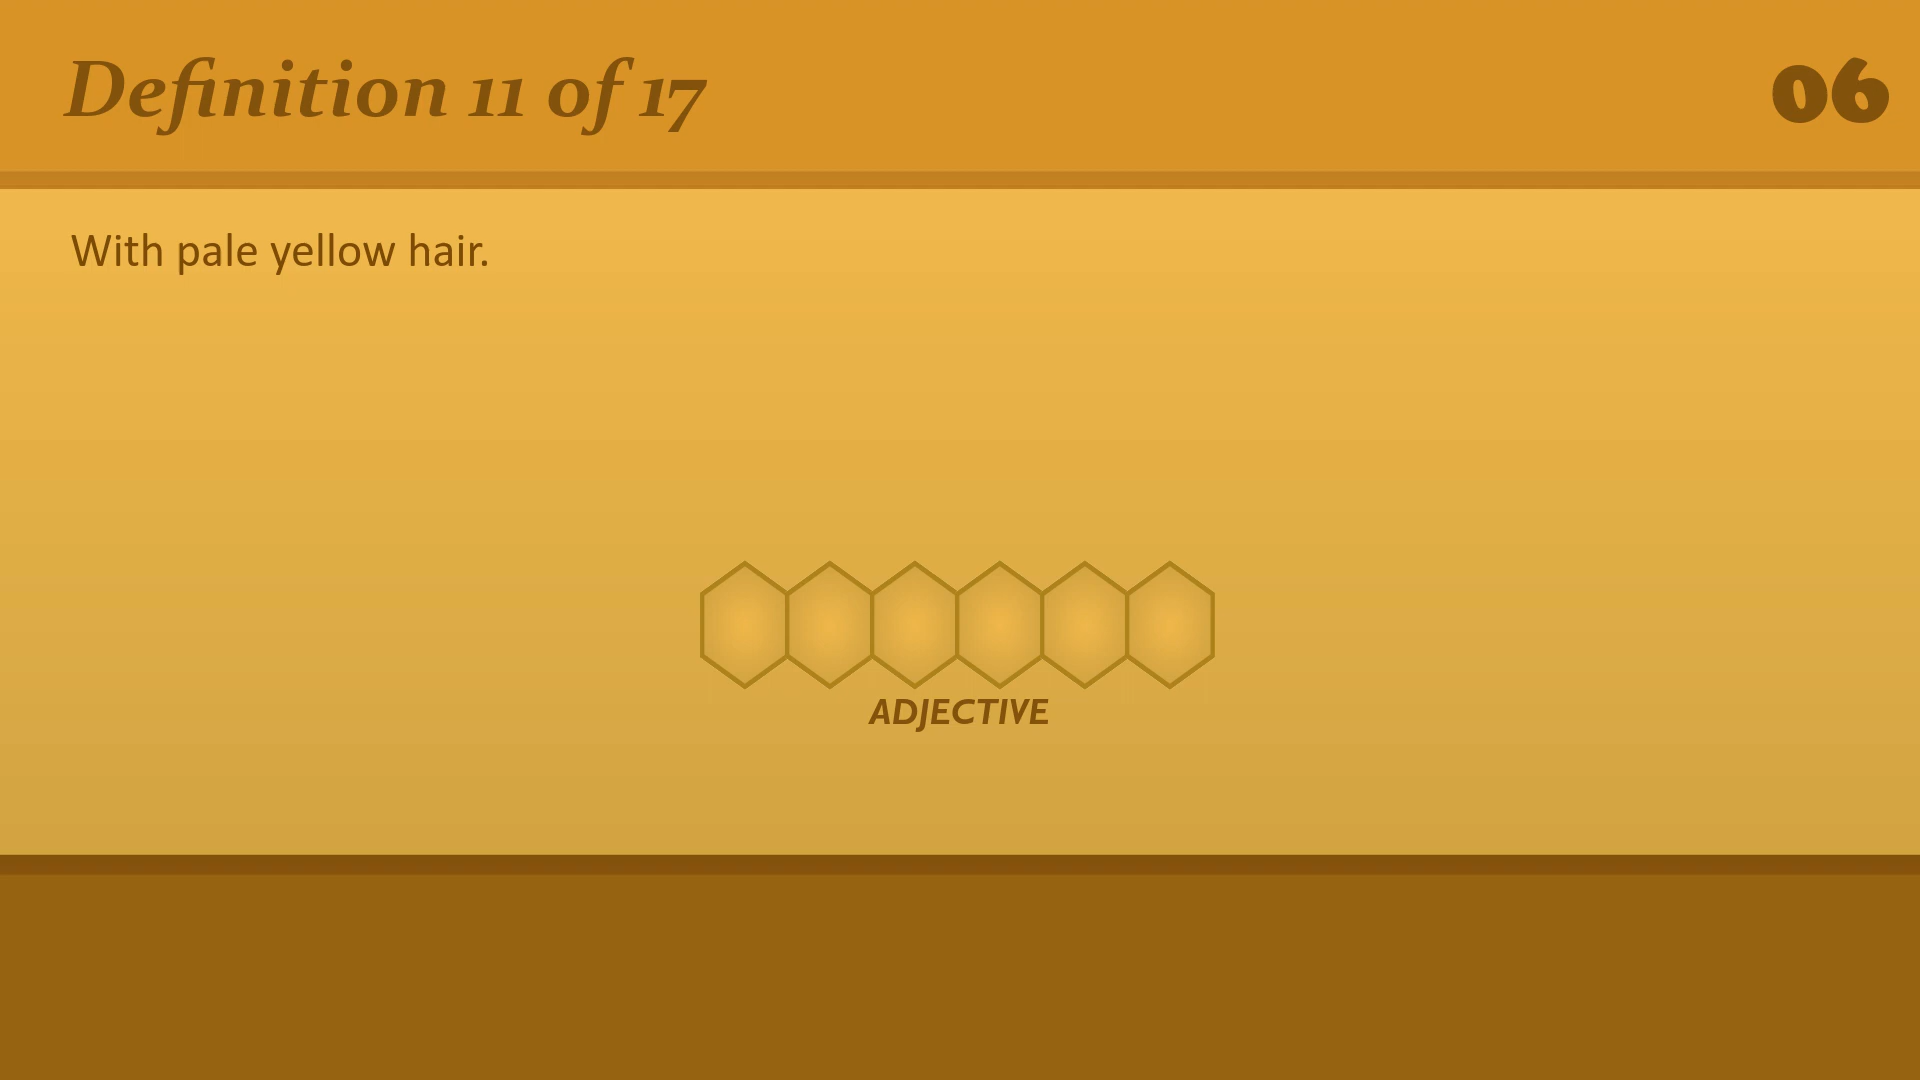 Definition 11 of 17
06
With pale yellow hair.
ADJECTIVE